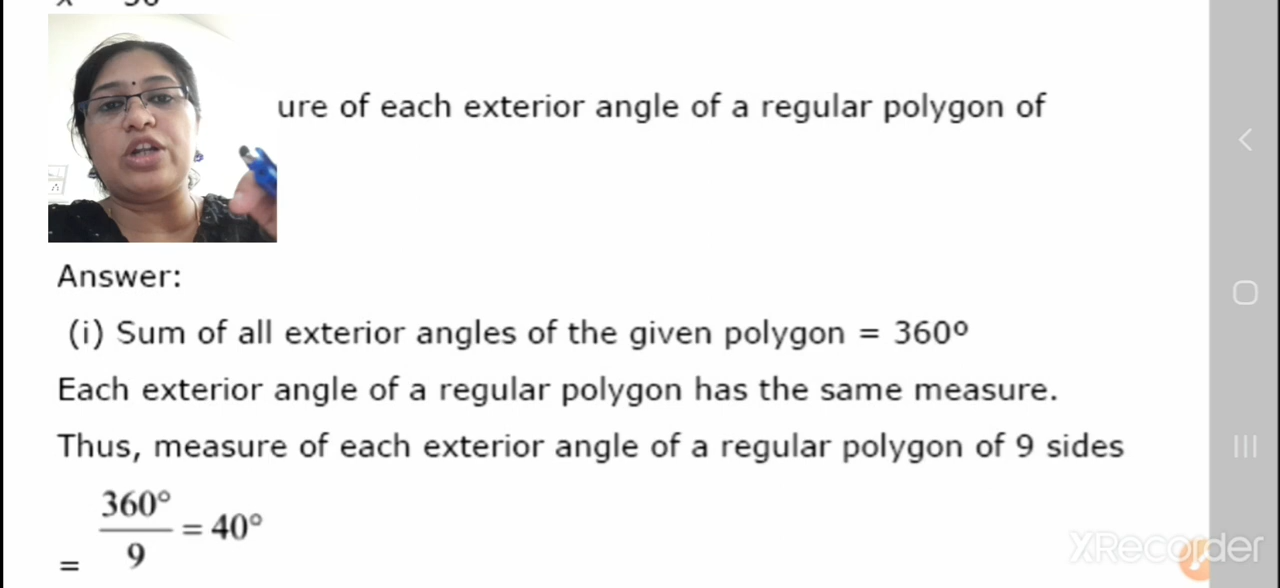 ure of each exterior angle of a regular polygon of
Answer:
(i) Sum of all exterior angles of the given polygon = 360º
Each exterior angle of a regular polygon has the same measure.
Thus, measure of each exterior angle of a regular polygon of 9 sides
= 360°/9 = 40°
XRecorder